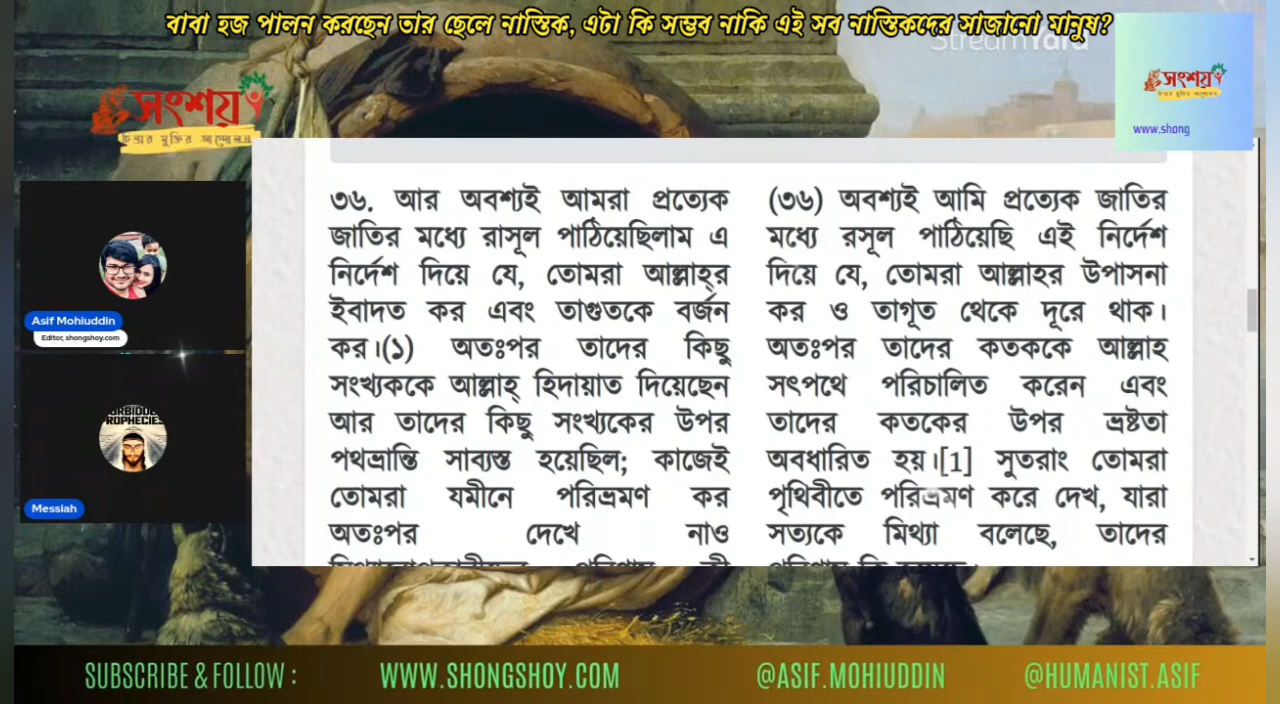 বাবা হজ পালন করছেন তার ছেলে নাস্তিক, এটা কি সম্ভব নাকি এই সব নাস্তিকদের সাজানো মানুষ?
StreamYard
সংশয়
চিন্তার মুক্তির আন্দোলন
সংশয়
চিন্তার মুক্তির আন্দোলন
www.shong
Asif Mohiuddin
Editor, shongshoy.com
FORBIDDEN
PROPHECIES
Messiah
৩৬. আর অবশ্যই আমরা প্রত্যেক
জাতির মধ্যে রাসূল পাঠিয়েছিলাম এ
নির্দেশ দিয়ে যে, তোমরা আল্লাহ্‌র
ইবাদত কর এবং তাগুতকে বর্জন
কর।(১) অতঃপর তাদের কিছু
সংখ্যককে আল্লাহ্ হিদায়াত দিয়েছেন
আর তাদের কিছু সংখ্যকের উপর
পথভ্রান্তি সাব্যস্ত হয়েছিল; কাজেই
তোমরা যমীনে পরিভ্রমণ কর
অতঃপর দেখে নাও
(৩৬) অবশ্যই আমি প্রত্যেক জাতির
মধ্যে রসূল পাঠিয়েছি এই নির্দেশ
দিয়ে যে, তোমরা আল্লাহর উপাসনা
কর ও তাগূত থেকে দূরে থাক।
অতঃপর তাদের কতককে আল্লাহ
সৎপথে পরিচালিত করেন এবং
তাদের কতকের উপর ভ্রষ্টতা
অবধারিত হয়।[1] সুতরাং তোমরা
পৃথিবীতে পরিভ্রমণ করে দেখ, যারা
সত্যকে মিথ্যা বলেছে, তাদের
SUBSCRIBE & FOLLOW : WWW.SHONGSHOY.COM @ASIF.MOHIUDDIN @HUMANIST.ASIF